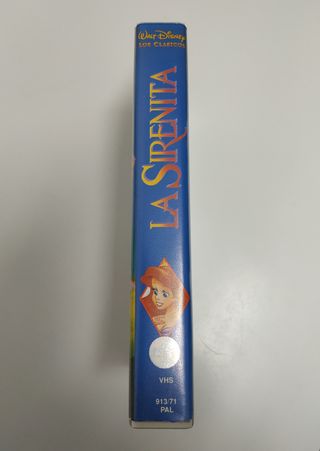 WALT DISNEY
LOS CLASICOS
LA SIRENITA
VHS
913/71
PAL